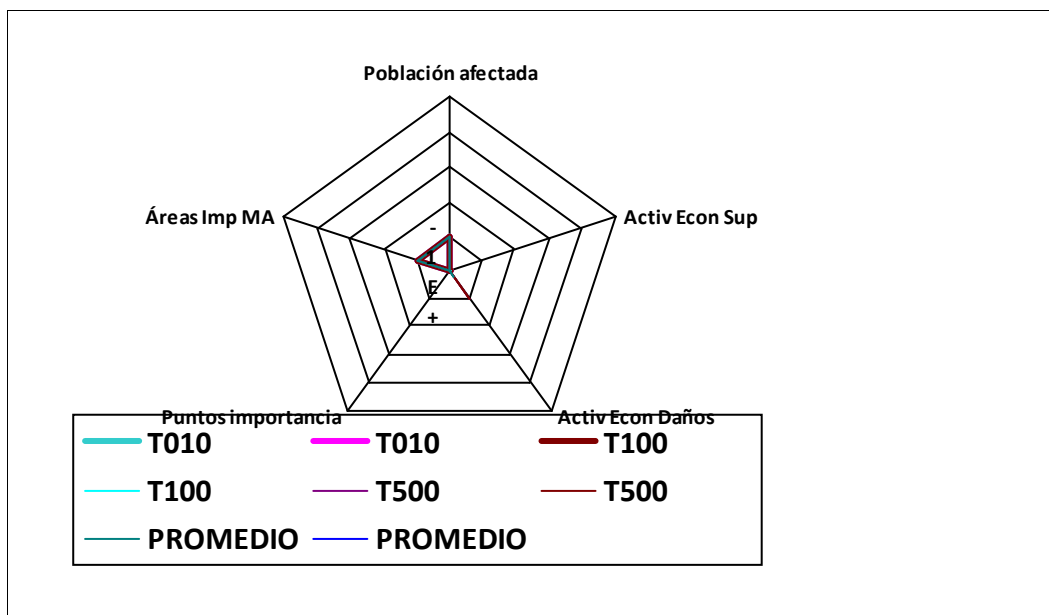 Población afectada
Áreas Imp MA
Activ Econ Sup
-
I
E
+
Puntos importancia
Activ Econ Daños
T010 T010 T100
T100 T500 T500
PROMEDIO PROMEDIO